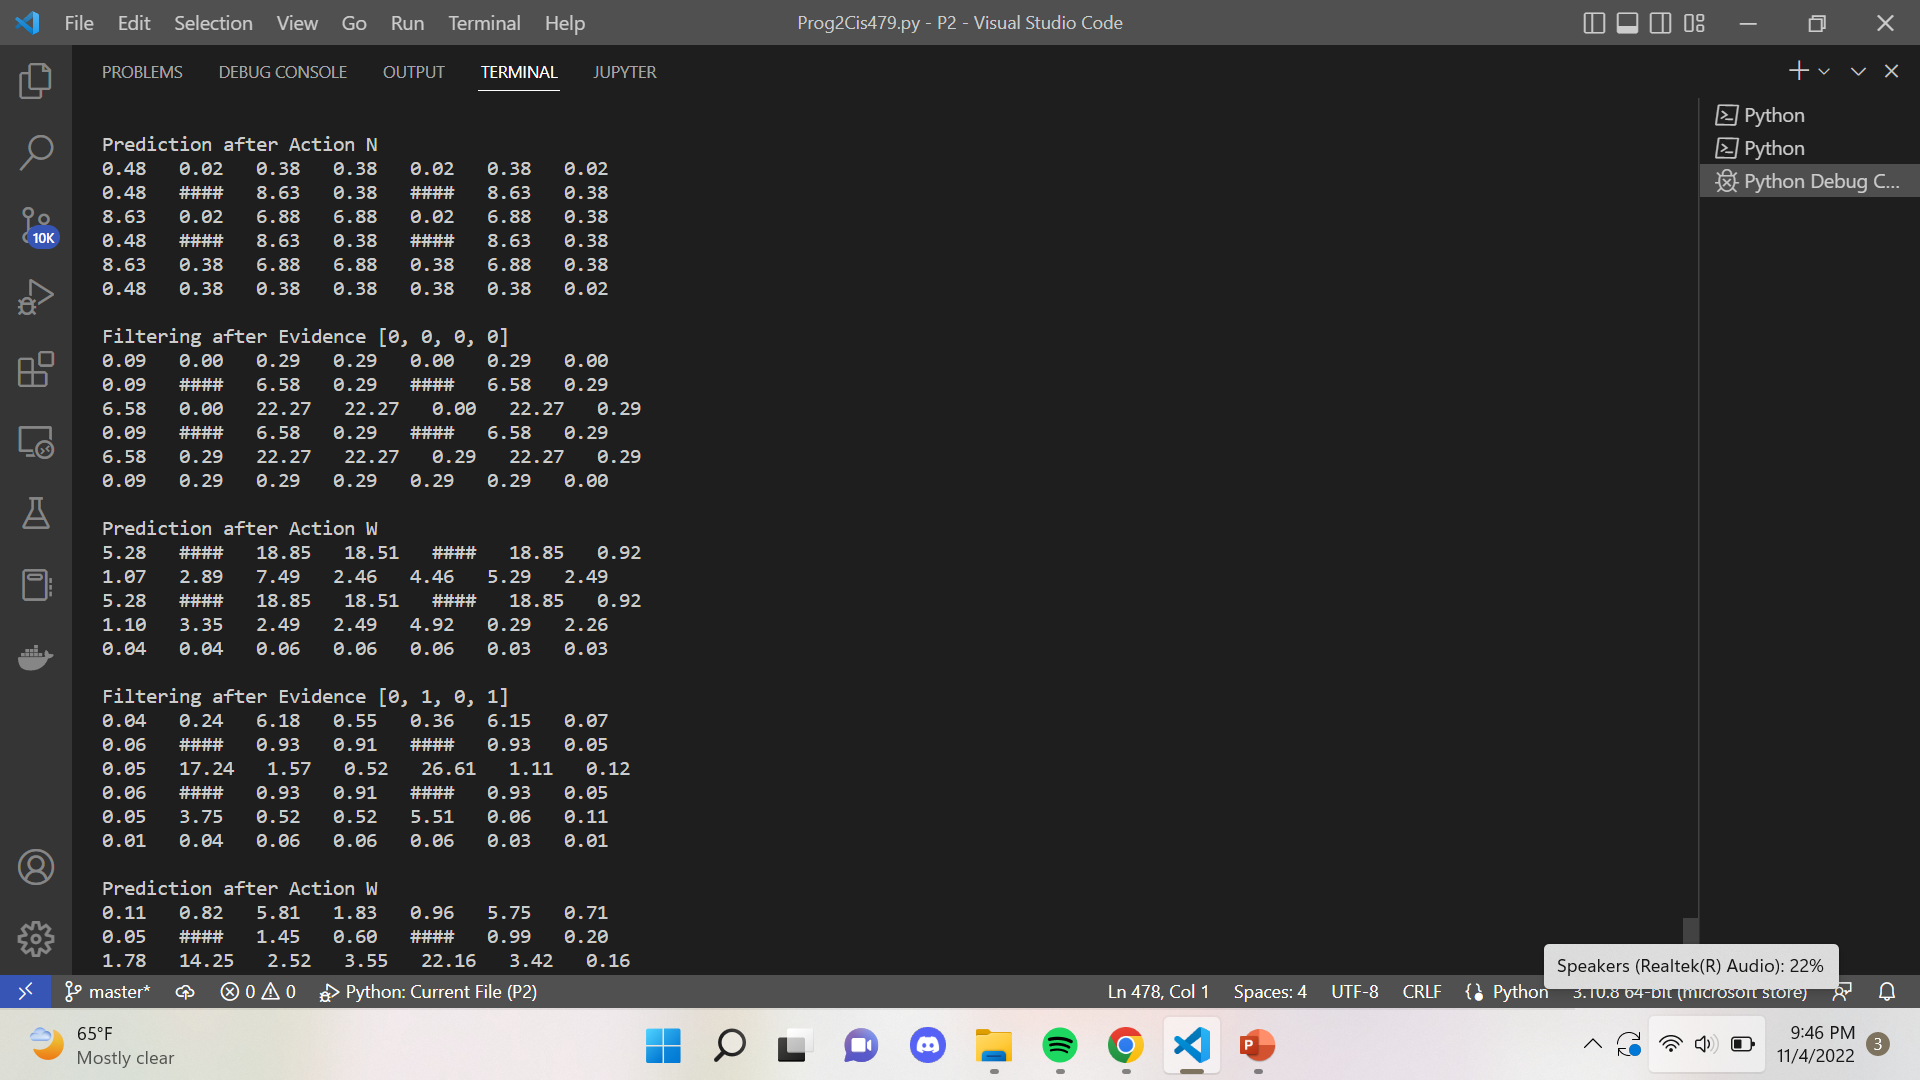 File Edit Selection View Go Run Terminal Help Prog2Cis479.py - P2 - Visual Studio Code
PROBLEMS DEBUG CONSOLE OUTPUT TERMINAL JUPYTER
Python
Python
Python Debug C...
10K
Prediction after Action N
0.48 0.02 0.38 0.38 0.02 0.38 0.02
0.48 #### 8.63 0.38 #### 8.63 0.38
8.63 0.02 6.88 6.88 0.02 6.88 0.38
0.48 #### 8.63 0.38 #### 8.63 0.38
8.63 0.38 6.88 6.88 0.38 6.88 0.38
0.48 0.38 0.38 0.38 0.38 0.38 0.02
Filtering after Evidence [0, 0, 0, 0]
0.09 0.00 0.29 0.29 0.00 0.29 0.00
0.09 #### 6.58 0.29 #### 6.58 0.29
6.58 0.00 22.27 22.27 0.00 22.27 0.29
0.09 #### 6.58 0.29 #### 6.58 0.29
6.58 0.29 22.27 22.27 0.29 22.27 0.29
0.09 0.29 0.29 0.29 0.29 0.29 0.00
Prediction after Action W
5.28 #### 18.85 18.51 #### 18.85 0.92
1.07 2.89 7.49 2.46 4.46 5.29 2.49
5.28 #### 18.85 18.51 #### 18.85 0.92
1.10 3.35 2.49 2.49 4.92 0.29 2.26
0.04 0.04 0.06 0.06 0.06 0.03 0.03
Filtering after Evidence [0, 1, 0, 1]
0.04 0.24 6.18 0.55 0.36 6.15 0.07
0.06 #### 0.93 0.91 #### 0.93 0.05
0.05 17.24 1.57 0.52 26.61 1.11 0.12
0.06 #### 0.93 0.91 #### 0.93 0.05
0.05 3.75 0.52 0.52 5.51 0.06 0.11
0.01 0.04 0.06 0.06 0.06 0.03 0.01
Prediction after Action W
0.11 0.82 5.81 1.83 0.96 5.75 0.71
0.05 #### 1.45 0.60 #### 0.99 0.20
1.78 14.25 2.52 3.55 22.16 3.42 0.16
Speakers (Realtek(R) Audio): 22%
master* 0 0 Python: Current File (P2) Ln 478, Col 1 Spaces: 4 UTF-8 CRLF Python 3.10.8 64-bit (microsoft store)
65°F
Mostly clear
9:46 PM
11/4/2022
3